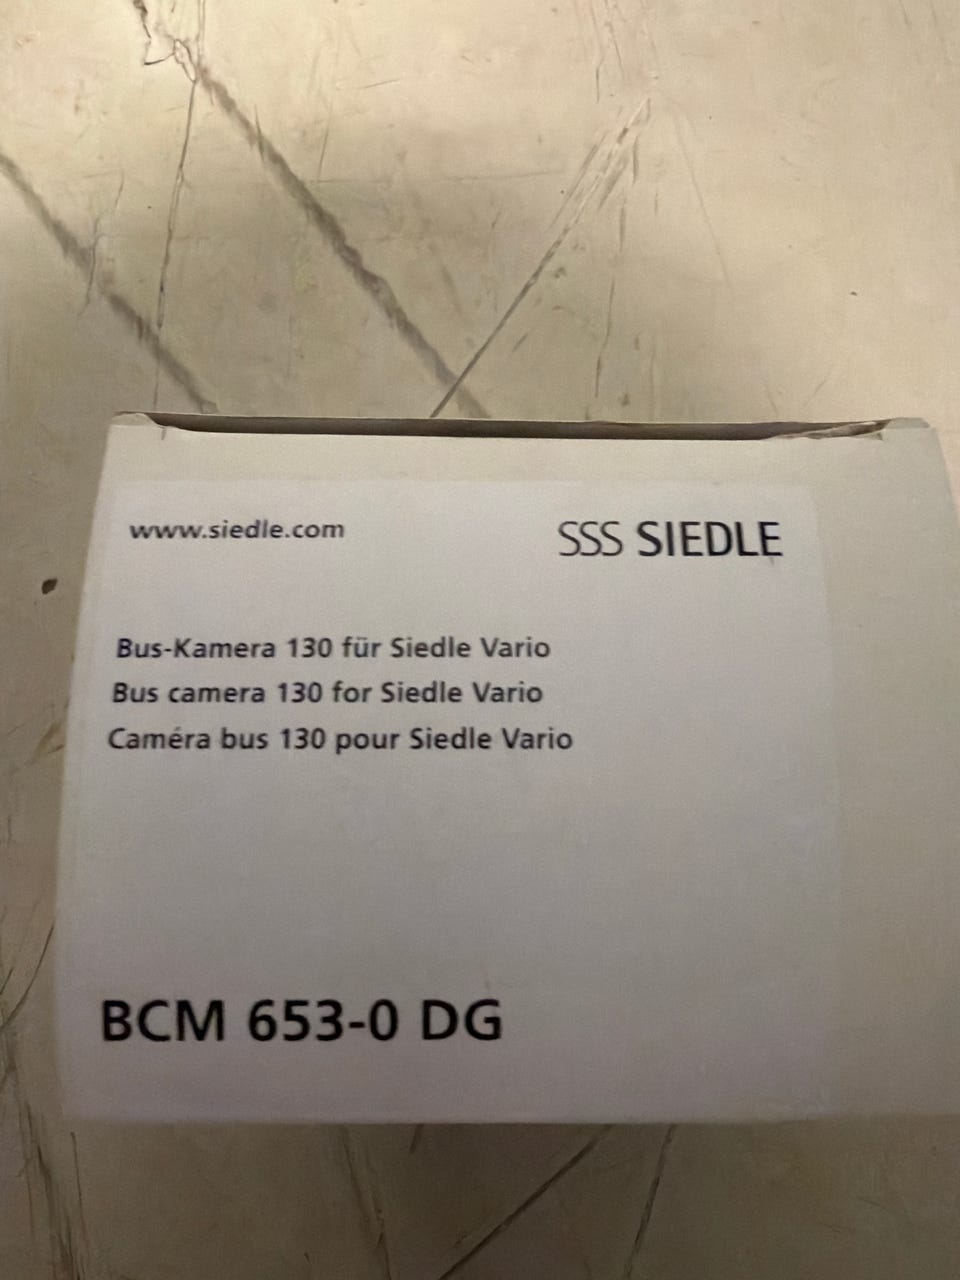 www.siedle.com
SSS SIEDLE
Bus-Kamera 130 für Siedle Vario
Bus camera 130 for Siedle Vario
Caméra bus 130 pour Siedle Vario
BCM 653-0 DG